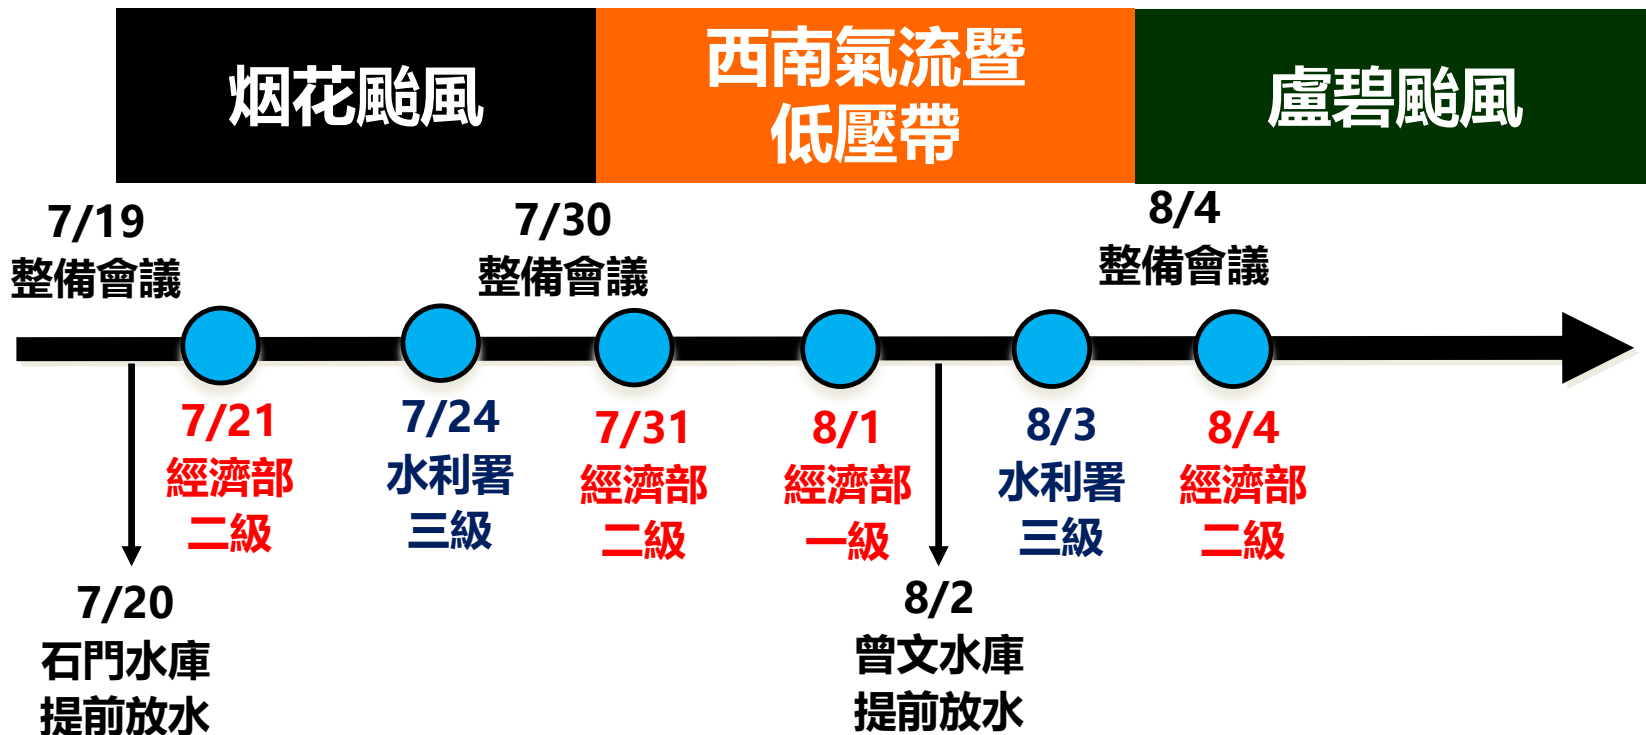 烟花颱風
西南氣流暨
低壓帶
盧碧颱風
7/19
整備會議
7/30
整備會議
8/4
整備會議
7/21
經濟部
二級
7/24
水利署
三級
7/31
經濟部
二級
8/1
經濟部
一級
8/3
水利署
三級
8/4
經濟部
二級
7/20
石門水庫
提前放水
8/2
曾文水庫
提前放水